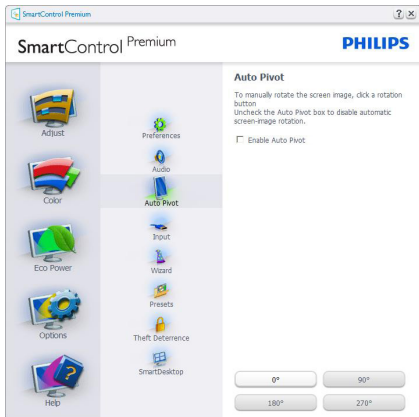 SmartControl Premium
SmartControl Premium
PHILIPS
Adjust
Color
Eco Power
Options
Help
Preferences
Audio
Auto Pivot
Input
Wizard
Presets
Theft Deterrence
SmartDesktop
Auto Pivot
To manually rotate the screen image, click a rotation
button
Uncheck the Auto Pivot box to disable automatic
screen-image rotation.
Enable Auto Pivot
0° 90°
180° 270°